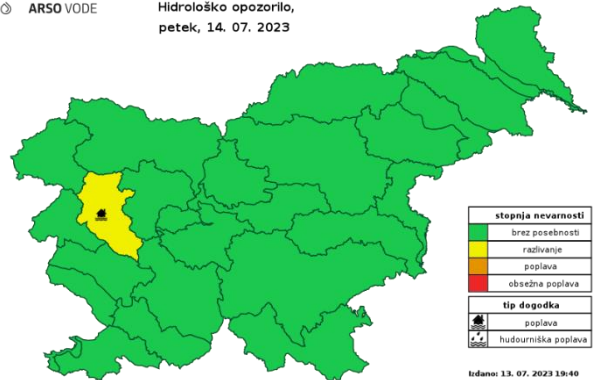 ARSO VODE
Hidrološko opozorilo,
petek, 14. 07. 2023
stopnja nevarnosti
brez posebnosti
razlivanje
poplava
obsežna poplava
tip dogodka
poplava
hudourniška poplava
Izdano: 13. 07. 2023 19:40